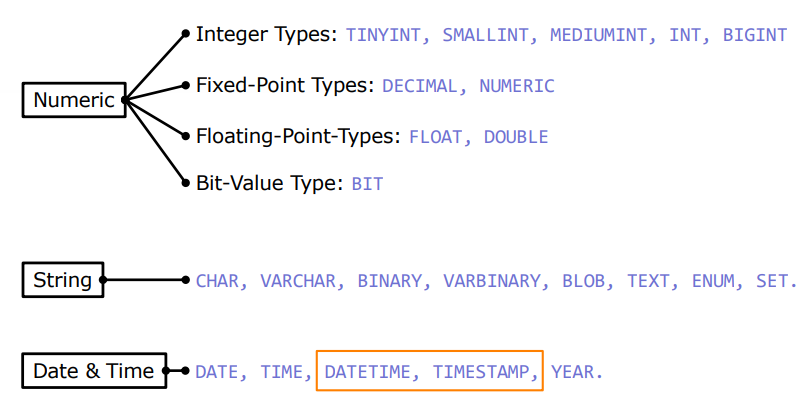 Integer Types: TINYINT, SMALLINT, MEDIUMINT, INT, BIGINT
Numeric
Fixed-Point Types: DECIMAL, NUMERIC
Floating-Point-Types: FLOAT, DOUBLE
Bit-Value Type: BIT
String CHAR, VARCHAR, BINARY, VARBINARY, BLOB, TEXT, ENUM, SET.
Date & Time DATE, TIME, DATETIME, TIMESTAMP, YEAR.